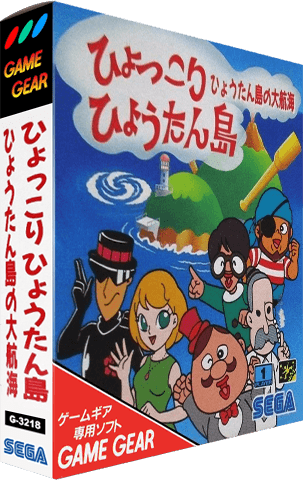 GAME
GEAR
ひょっこりひょうたん島
ひょうたん島の大航海
G-3218
SEGA
ひょっこり
ひょうたん島の大航海
ひょうたん島
ゲームギア
専用ソフト
GAME GEAR
1
SEGA